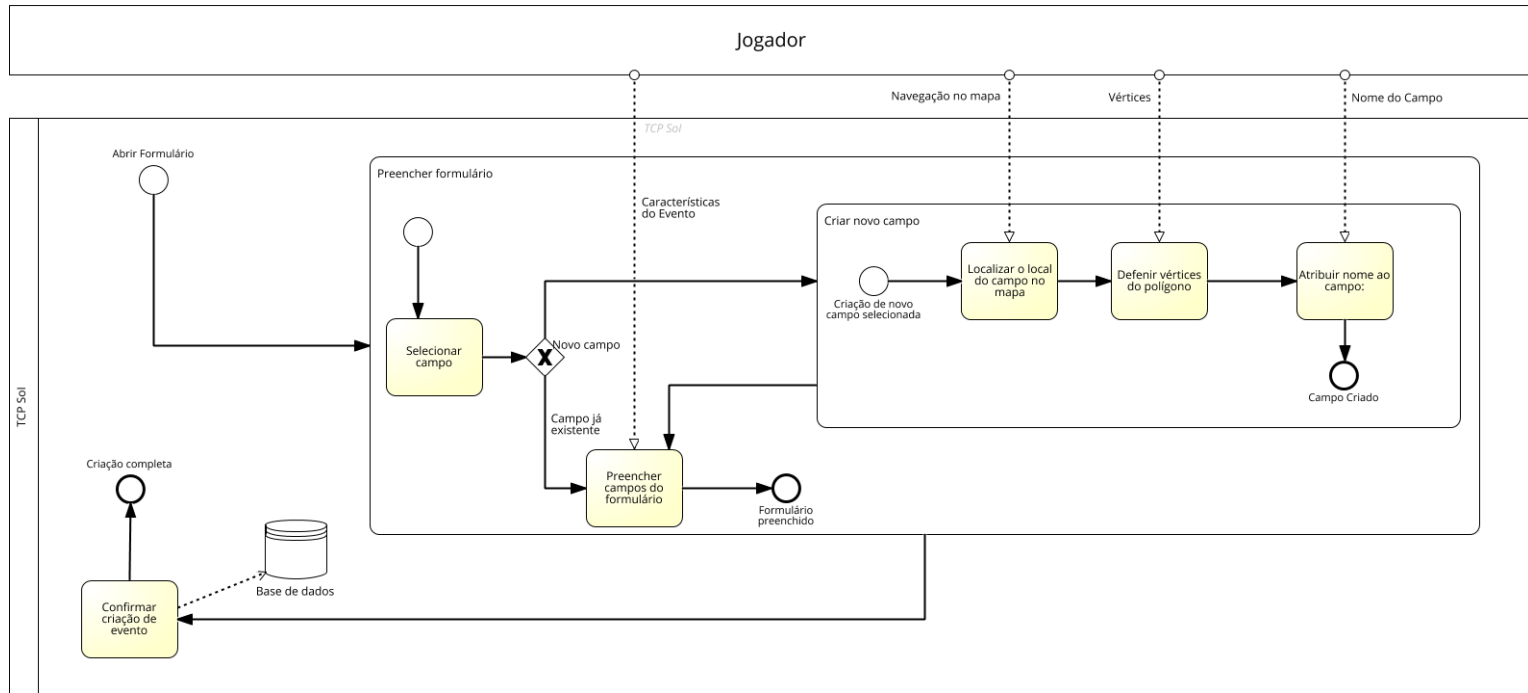 Jogador
Navegação no mapa
Vértices
Nome do Campo
TCP Sol
TCP Sol
Abrir Formulário
Preencher formulário
Características
do Evento
Criar novo campo
Localizar o local
do campo no
mapa
Defenir vértices
do polígono
Atribuir nome ao
campo:
Criação de novo
campo selecionada
Selecionar
campo
Novo campo
Campo já
existente
Campo Criado
Preencher
campos do
formulário
Formulário
preenchido
Criação completa
Base de dados
Confirmar
criação de
evento